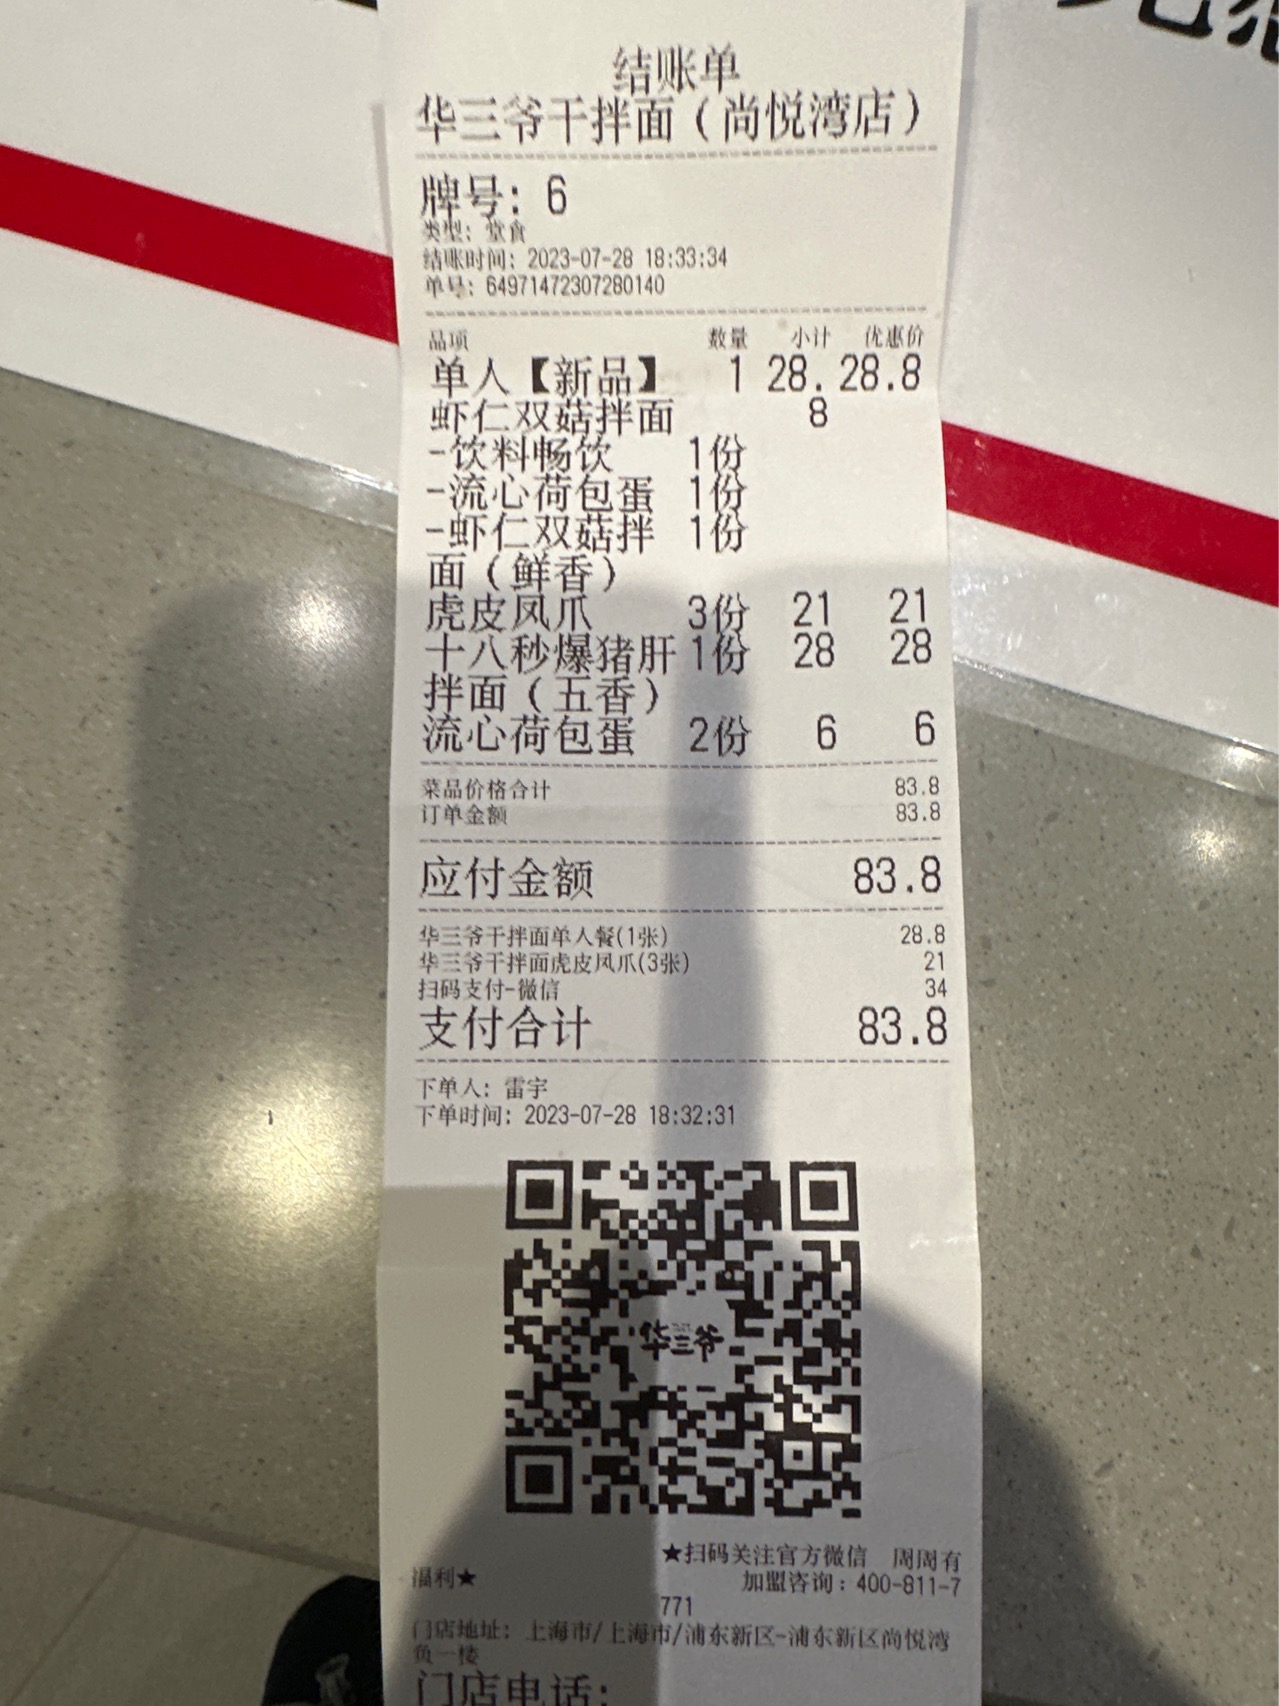 结账单
华三爷干拌面（尚悦湾店）
牌号：6
类型：堂食
结账时间：2023-07-28 18:33:34
单号：64971472307280140
品项 数量 小计 优惠价
单人【新品】 1 28. 28.8
虾仁双菇拌面 8
-饮料畅饮 1份
-流心荷包蛋 1份
-虾仁双菇拌 1份
面（鲜香）
虎皮凤爪 3份 21 21
十八秒爆猪肝 1份 28 28
拌面（五香）
流心荷包蛋 2份 6 6
菜品价格合计 83.8
订单金额 83.8
应付金额 83.8
华三爷干拌面单人餐(1张) 28.8
华三爷干拌面虎皮凤爪(3张) 21
扫码支付-微信 34
支付合计 83.8
下单人：雷宇
下单时间：2023-07-28 18:32:31
华三爷
★扫码关注官方微信 周周有
福利★ 加盟咨询：400-811-7
771
门店地址：上海市/上海市/浦东新区-浦东新区尚悦湾
负一楼
门店电话：